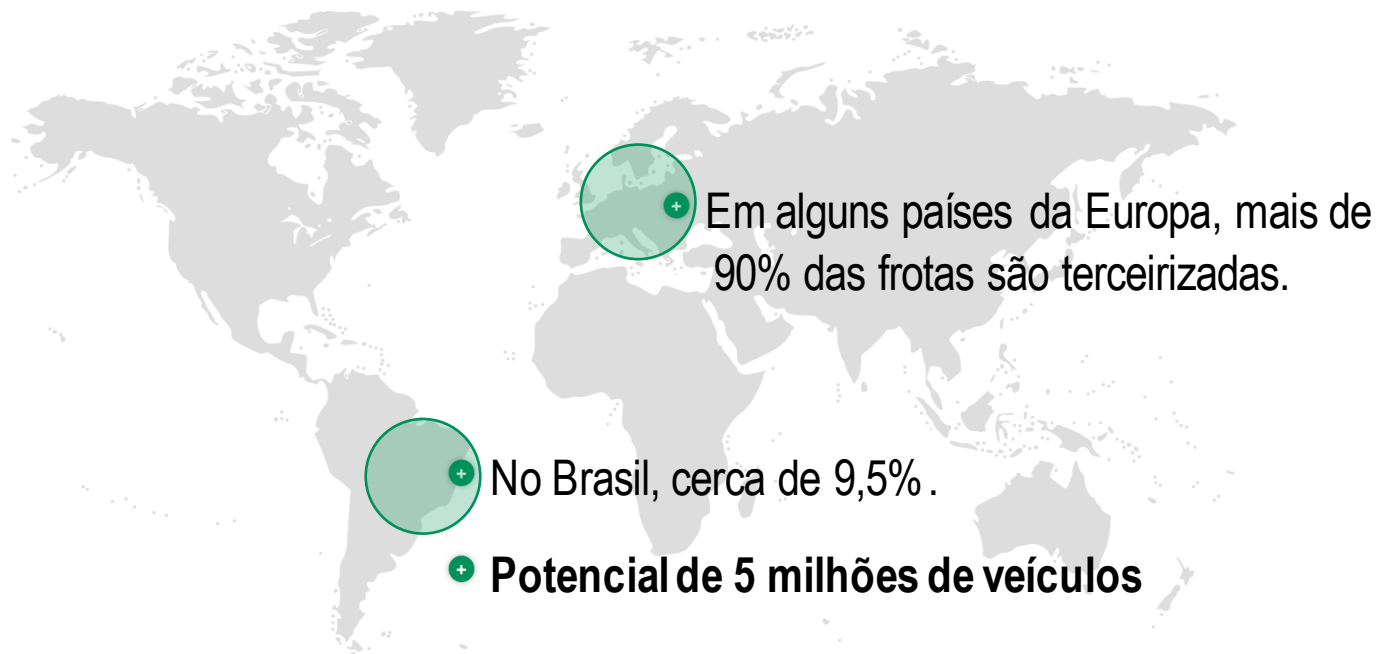 Em alguns países da Europa, mais de
90% das frotas são terceirizadas.
No Brasil, cerca de 9,5% .
Potencial de 5 milhões de veículos